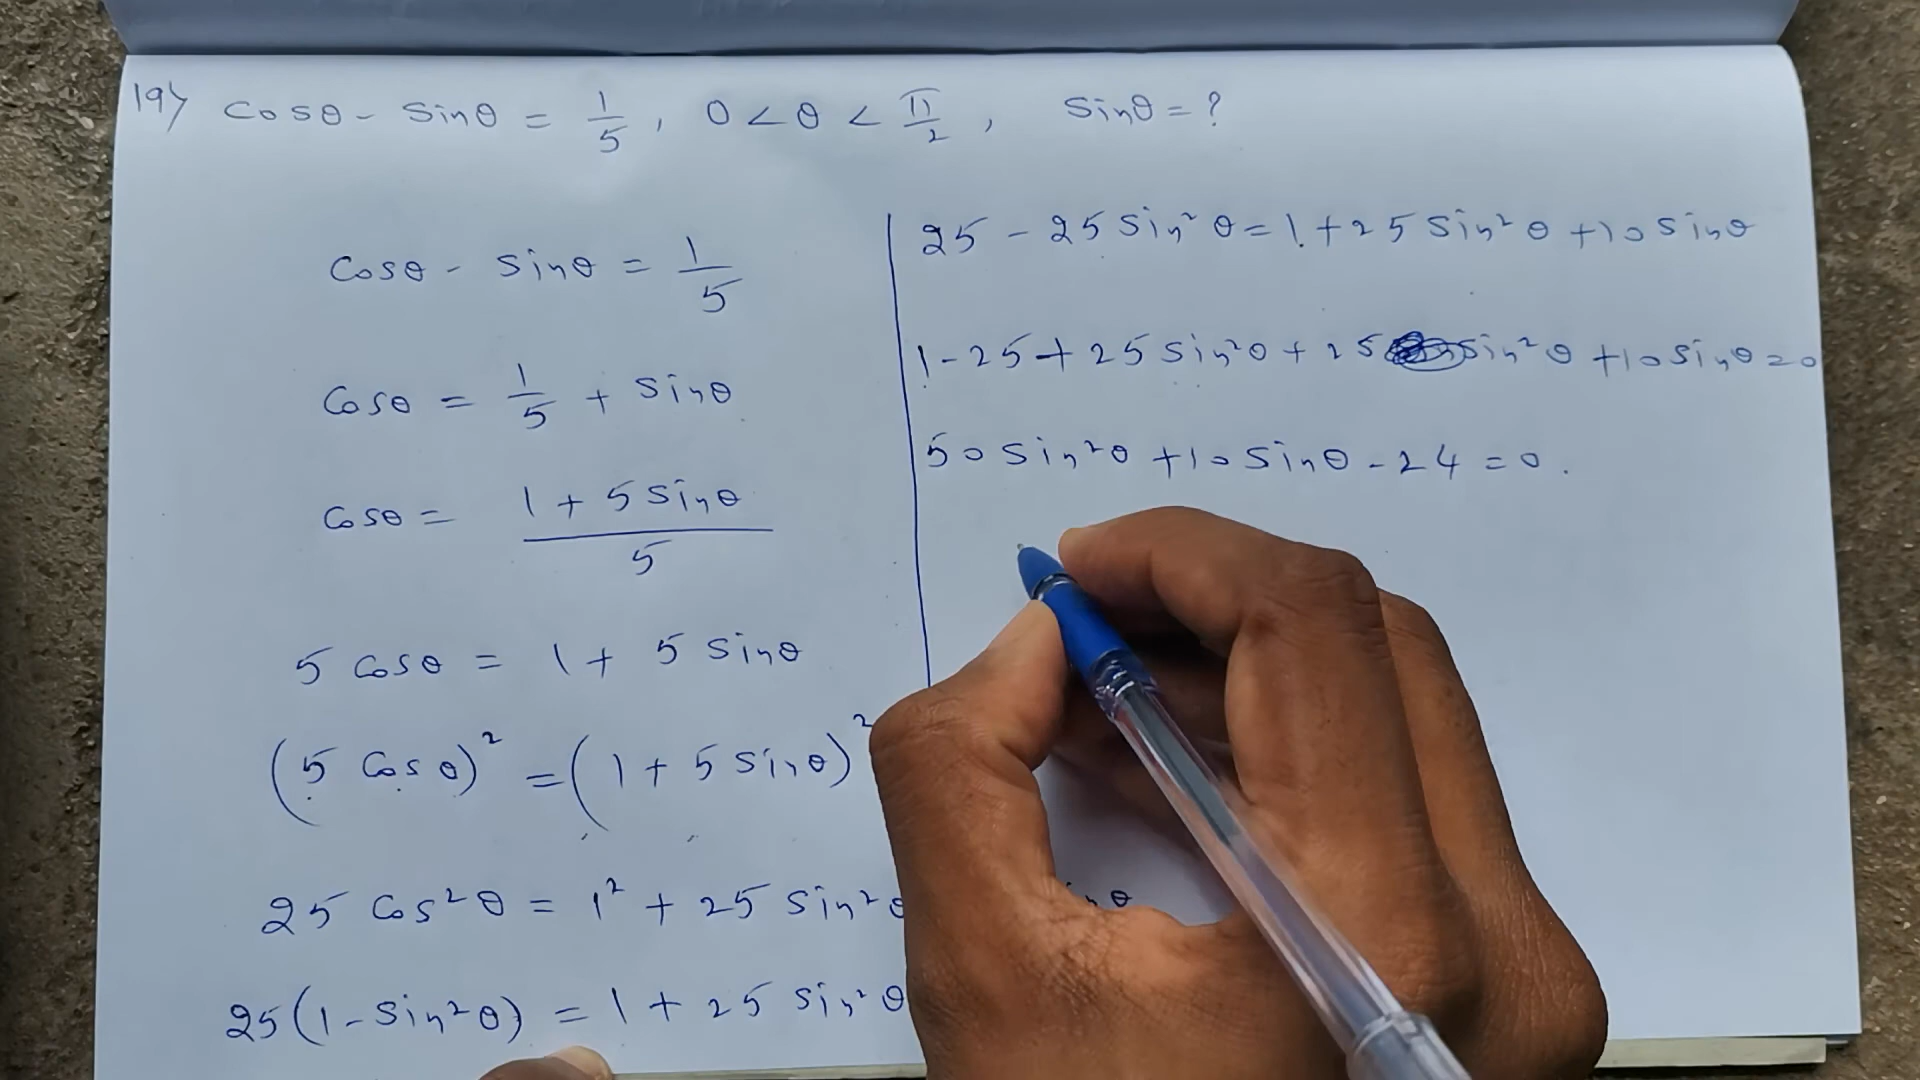 19) cosθ - sinθ = 1/5, 0 < θ < π/2, sinθ = ?
cosθ - sinθ = 1/5
cosθ = 1/5 + sinθ
cosθ = (1 + 5 sinθ)/5
5 cosθ = 1 + 5 sinθ
(5 cosθ)² = (1 + 5 sinθ)²
25 cos²θ = 1² + 25 sin²θ
25(1 - sin²θ) = 1 + 25 sin²θ
25 - 25 sin²θ = 1 + 25 sin²θ + 10 sinθ
1 - 25 + 25 sin²θ + 25 sin²θ + 10 sinθ = 0
50 sin²θ + 10 sinθ - 24 = 0.